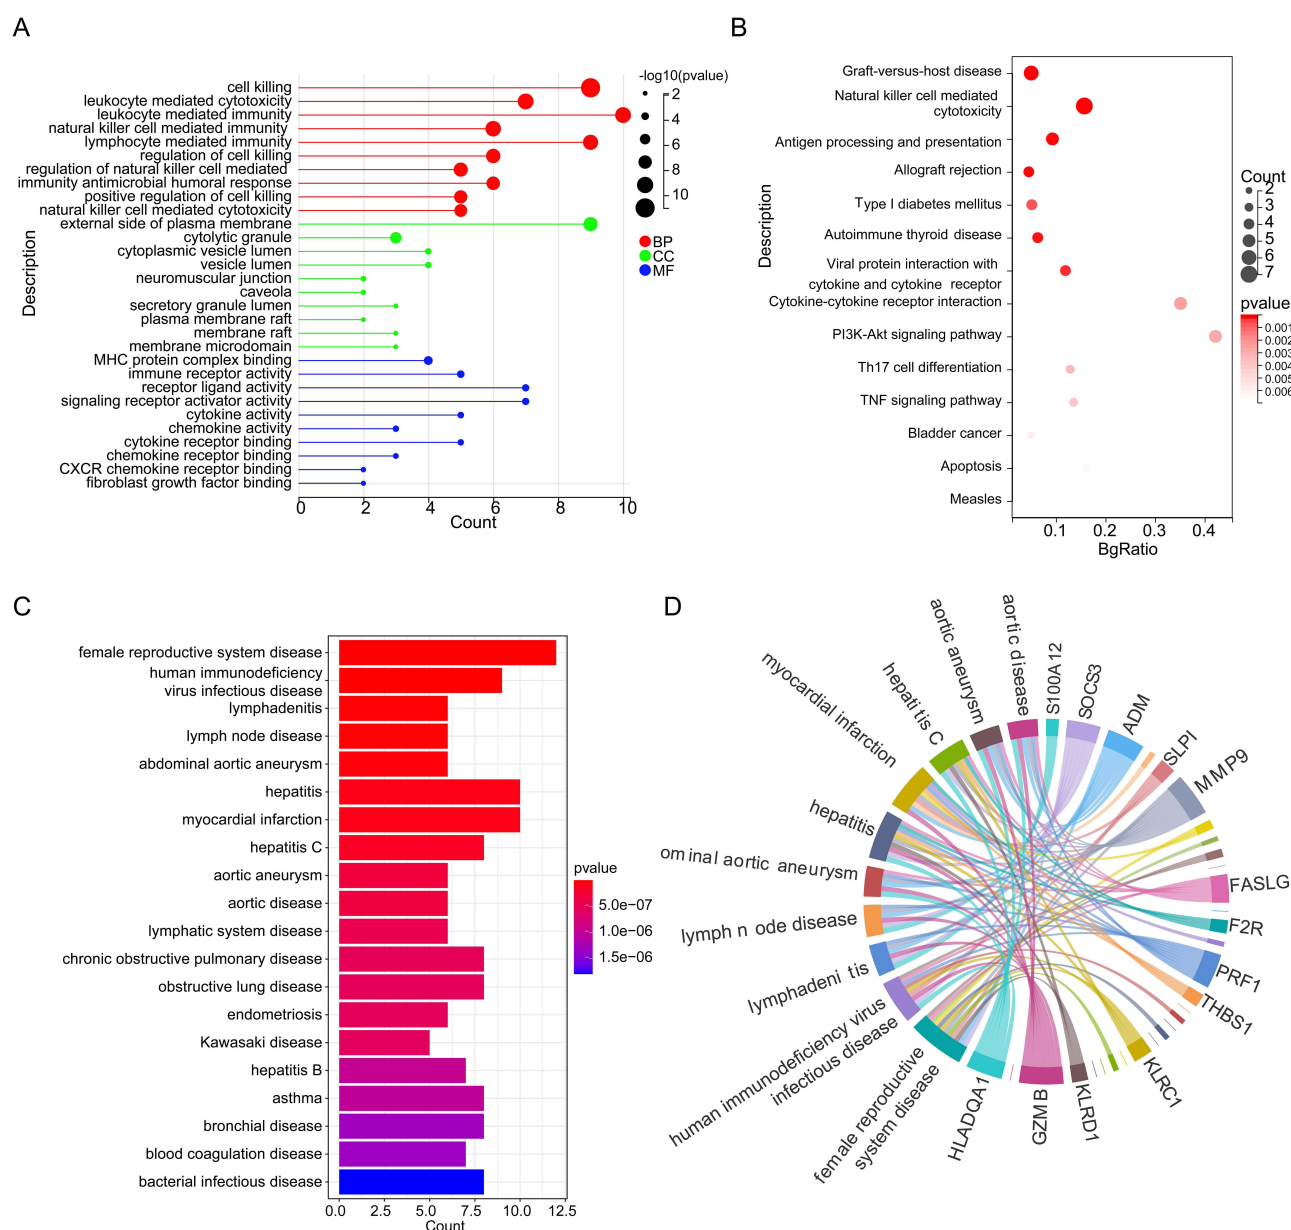 A
-log10(pvalue)
cell killing
leukocyte mediated cytotoxicity
leukocyte mediated immunity
natural killer cell mediated immunity
lymphocyte mediated immunity
regulation of cell killing
regulation of natural killer cell mediated
immunity antimicrobial humoral response
positive regulation of cell killing
natural killer cell mediated cytotoxicity
external side of plasma membrane
cytolytic granule
cytoplasmic vesicle lumen
vesicle lumen
neuromuscular junction
caveola
secretory granule lumen
plasma membrane raft
membrane raft
membrane microdomain
MHC protein complex binding
immune receptor activity
receptor ligand activity
signaling receptor activator activity
cytokine activity
chemokine activity
cytokine receptor binding
chemokine receptor binding
CXCR chemokine receptor binding
fibroblast growth factor binding
Description
0 2 4 6 8 10
Count
2
4
6
8
10
BP
CC
MF
B
Graft-versus-host disease
Natural killer cell mediated
cytotoxicity
Antigen processing and presentation
Allograft rejection
Type I diabetes mellitus
Autoimmune thyroid disease
Viral protein interaction with
cytokine and cytokine receptor
Cytokine-cytokine receptor interaction
PI3K-Akt signaling pathway
Th17 cell differentiation
TNF signaling pathway
Bladder cancer
Apoptosis
Measles
Description
0.1 0.2 0.3 0.4
BgRatio
Count
2
3
4
5
6
7
pvalue
0.001
0.002
0.003
0.004
0.005
0.006
C
female reproductive system disease
human immunodeficiency
virus infectious disease
lymphadenitis
lymph node disease
abdominal aortic aneurysm
hepatitis
myocardial infarction
hepatitis C
aortic aneurysm
aortic disease
lymphatic system disease
chronic obstructive pulmonary disease
obstructive lung disease
endometriosis
Kawasaki disease
hepatitis B
asthma
bronchial disease
blood coagulation disease
bacterial infectious disease
0.0 2.5 5.0 7.5 10.0 12.5
Count
pvalue
5.0e−07
1.0e−06
1.5e−06
D
aortic disease
aortic aneurysm
hepati tis C
myocardial infarction
hepatitis
ominal aortic aneurysm
lymph n ode disease
lymphadeni tis
human immunodeficiency virus
infectious disease
female reproductive
system disease
S100A12
SOCS3
ADM
SLPI
MMP9
FASLG
F2R
PRF1
THBS1
KLRC1
KLRD1
GZMB
HLADQA1